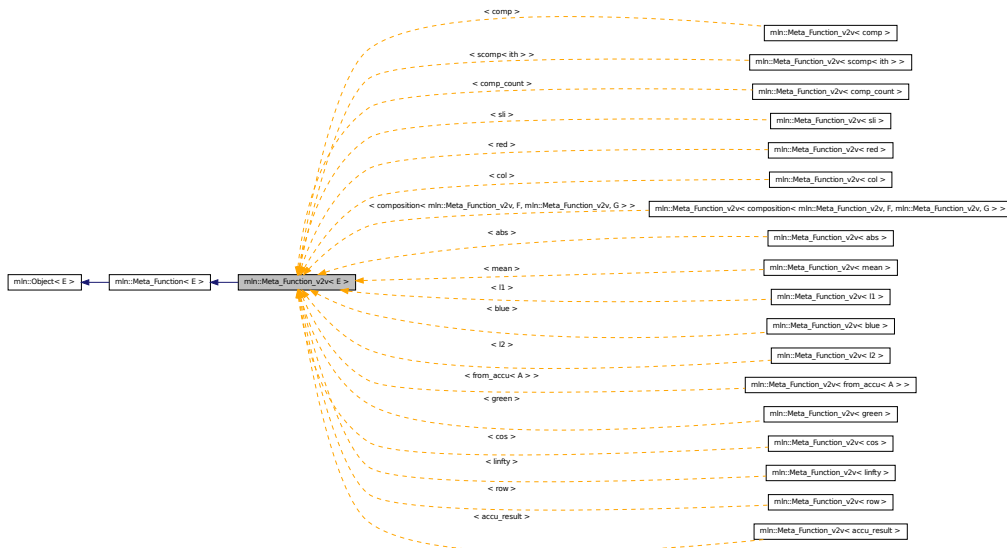 < comp >
mln::Meta_Function_v2v< comp >
< scomp< ith > >
mln::Meta_Function_v2v< scomp< ith > >
< comp_count >
mln::Meta_Function_v2v< comp_count >
< sli >
mln::Meta_Function_v2v< sli >
< red >
mln::Meta_Function_v2v< red >
< col >
mln::Meta_Function_v2v< col >
< composition< mln::Meta_Function_v2v, F, mln::Meta_Function_v2v, G > >
mln::Meta_Function_v2v< composition< mln::Meta_Function_v2v, F, mln::Meta_Function_v2v, G > >
< abs >
mln::Meta_Function_v2v< abs >
< mean >
mln::Meta_Function_v2v< mean >
mln::Object< E >
mln::Meta_Function< E >
mln::Meta_Function_v2v< E >
< l1 >
mln::Meta_Function_v2v< l1 >
< blue >
mln::Meta_Function_v2v< blue >
< l2 >
mln::Meta_Function_v2v< l2 >
< from_accu< A > >
mln::Meta_Function_v2v< from_accu< A > >
< green >
mln::Meta_Function_v2v< green >
< cos >
mln::Meta_Function_v2v< cos >
< linfty >
mln::Meta_Function_v2v< linfty >
< row >
mln::Meta_Function_v2v< row >
< accu_result >
mln::Meta_Function_v2v< accu_result >